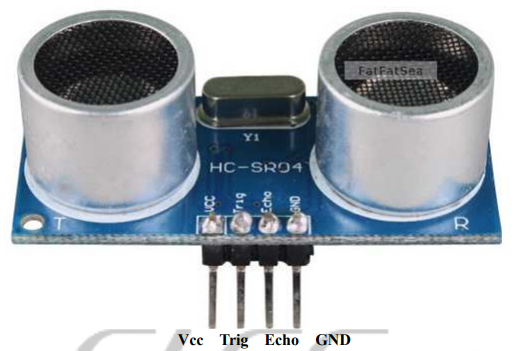 FatFatSea
Y1
HC-SR04
VCC Trig Echo GND
T R
Vcc Trig Echo GND